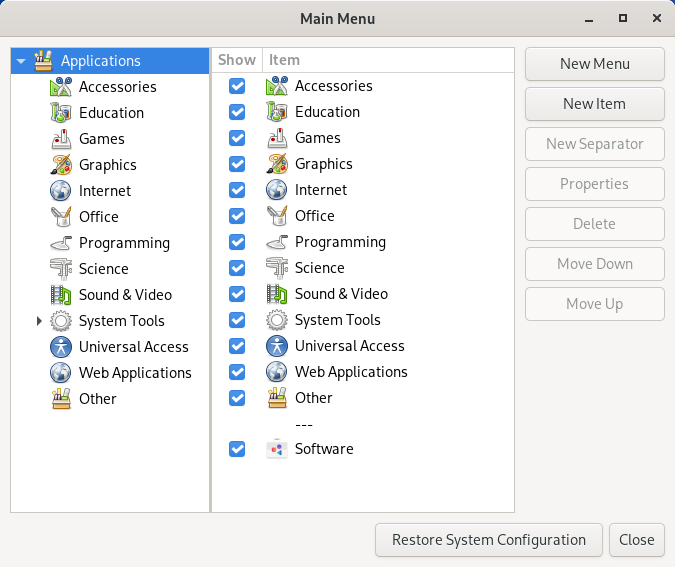 Main Menu
Applications
Accessories
Education
Games
Graphics
Internet
Office
Programming
Science
Sound & Video
System Tools
Universal Access
Web Applications
Other
Show Item
Accessories
Education
Games
Graphics
Internet
Office
Programming
Science
Sound & Video
System Tools
Universal Access
Web Applications
Other
---
Software
New Menu
New Item
New Separator
Properties
Delete
Move Down
Move Up
Restore System Configuration
Close